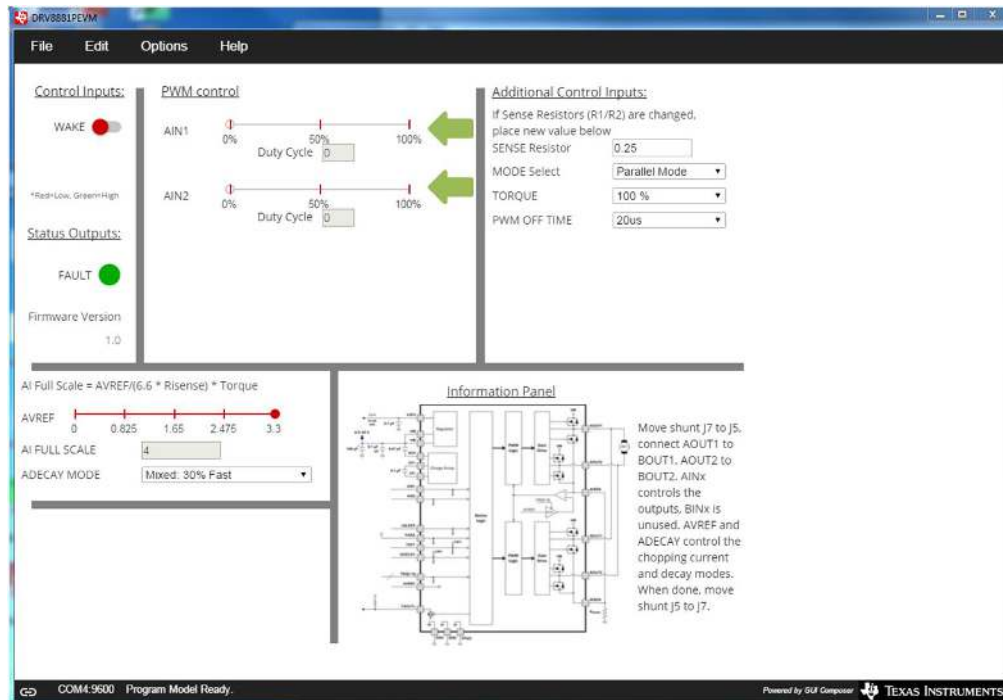 DRV8881PEVM
File Edit Options Help
Control Inputs:
WAKE
*Red=Low, Green=High
Status Outputs:
FAULT
Firmware Version
1.0
PWM control
AIN1
0% 50% 100%
Duty Cycle 0
AIN2
0% 50% 100%
Duty Cycle 0
Additional Control Inputs:
If Sense Resistors (R1/R2) are changed,
place new value below
SENSE Resistor 0.25
MODE Select Parallel Mode
TORQUE 100 %
PWM OFF TIME 20us
AI Full Scale = AVREF/(6.6 * Risense) * Torque
AVREF
0 0.825 1.65 2.475 3.3
AI FULL SCALE 4
ADECAY MODE Mixed: 30% Fast
Information Panel
Move shunt J7 to J5,
connect AOUT1 to
BOUT1, AOUT2 to
BOUT2. AINx
controls the
outputs, BINx is
unused. AVREF and
ADECAY control the
chopping current
and decay modes.
When done, move
shunt J5 to J7.
COM4:9600 Program Model Ready.
Powered by GUI Composer
TEXAS INSTRUMENTS